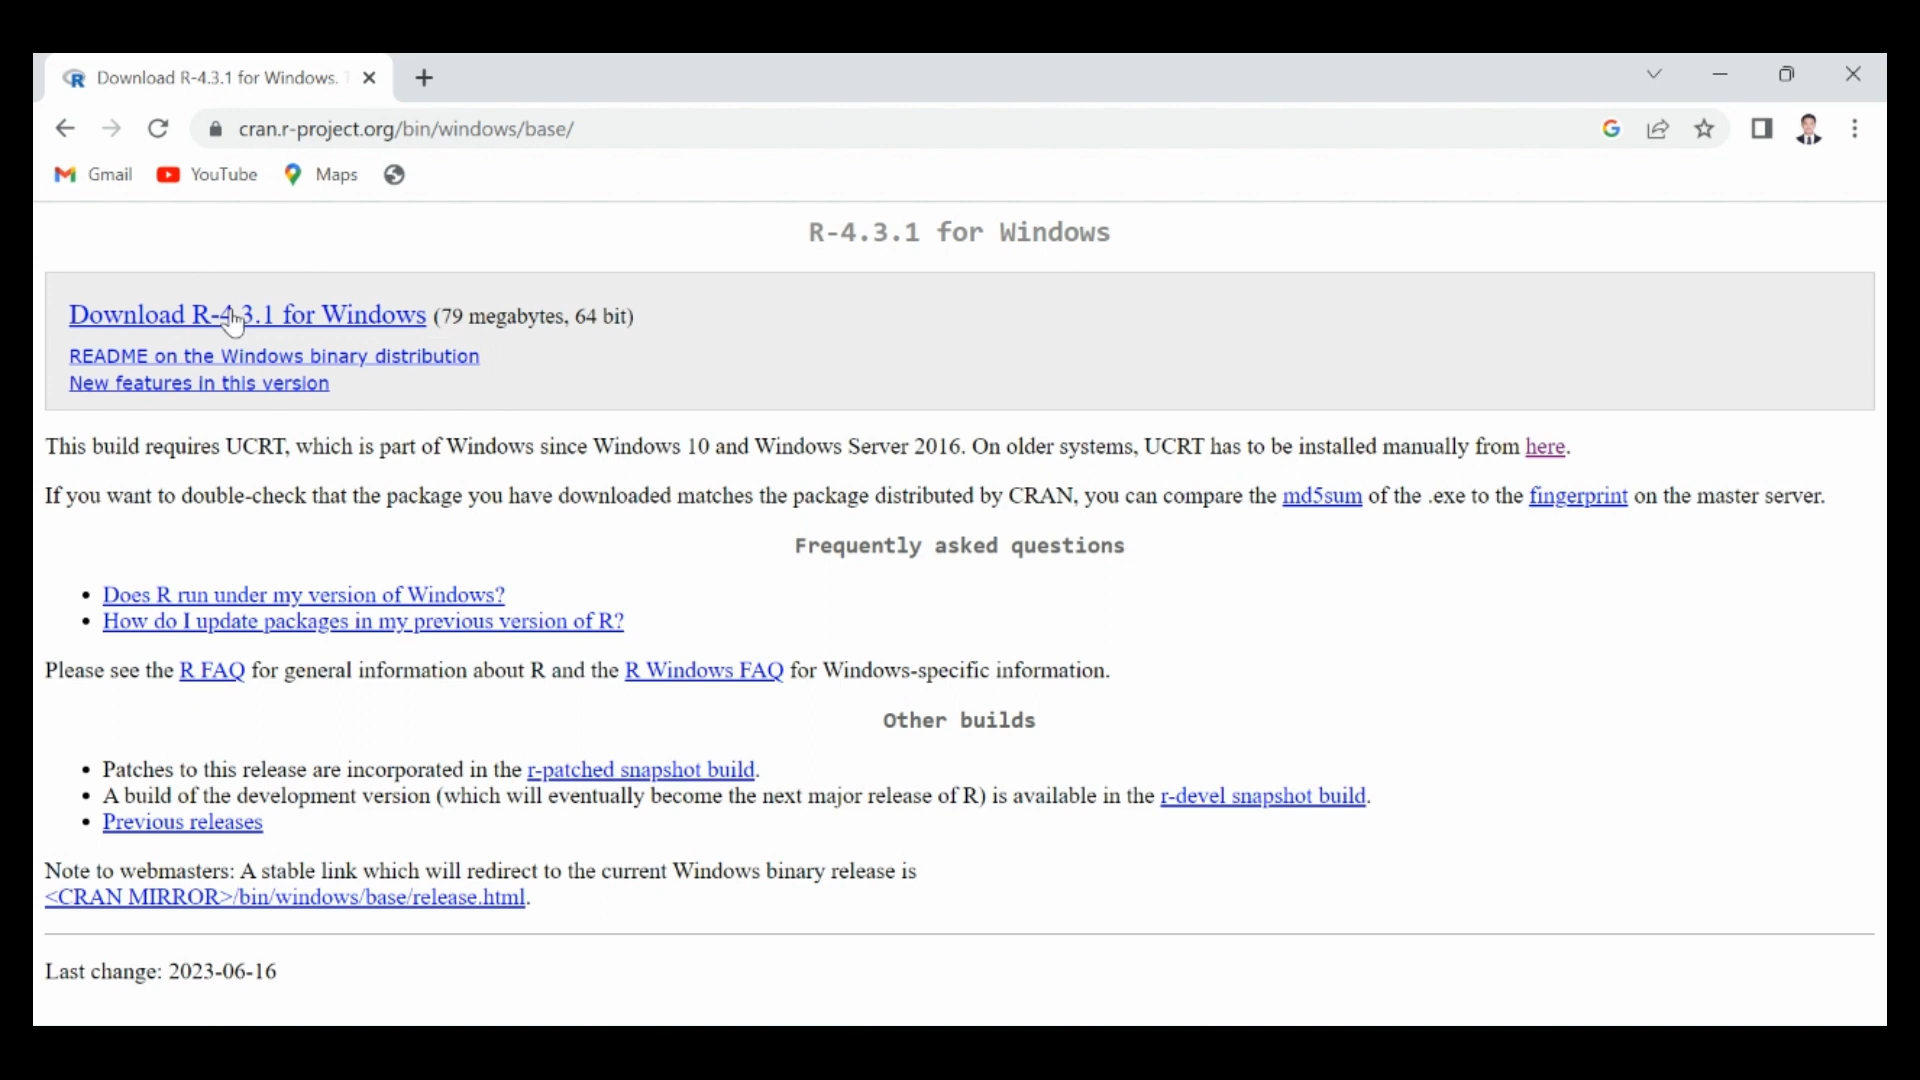 Download R-4.3.1 for Windows.
cran.r-project.org/bin/windows/base/
Gmail YouTube Maps
R-4.3.1 for Windows
Download R-4.3.1 for Windows (79 megabytes, 64 bit)
README on the Windows binary distribution
New features in this version
This build requires UCRT, which is part of Windows since Windows 10 and Windows Server 2016. On older systems, UCRT has to be installed manually from here.
If you want to double-check that the package you have downloaded matches the package distributed by CRAN, you can compare the md5sum of the .exe to the fingerprint on the master server.
Frequently asked questions
• Does R run under my version of Windows?
• How do I update packages in my previous version of R?
Please see the R FAQ for general information about R and the R Windows FAQ for Windows-specific information.
Other builds
• Patches to this release are incorporated in the r-patched snapshot build.
• A build of the development version (which will eventually become the next major release of R) is available in the r-devel snapshot build.
• Previous releases
Note to webmasters: A stable link which will redirect to the current Windows binary release is
<CRAN MIRROR>/bin/windows/base/release.html.
Last change: 2023-06-16